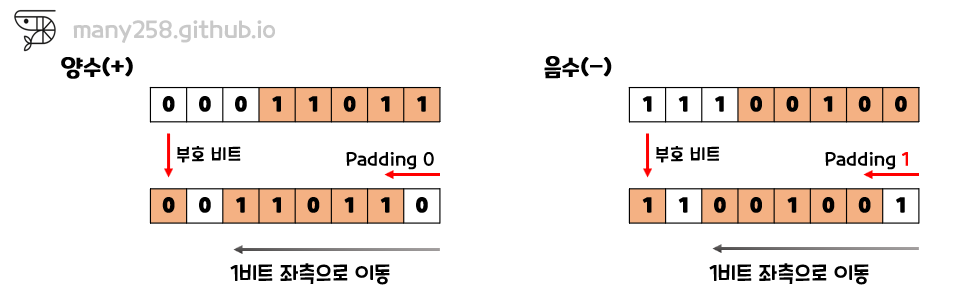 many258.github.io
양수(+)
0 0 0 1 1 0 1 1
부호 비트
Padding 0
0 0 1 1 0 1 1 0
1비트 좌측으로 이동
음수(-)
1 1 1 0 0 1 0 0
부호 비트
Padding 1
1 1 0 0 1 0 0 1
1비트 좌측으로 이동